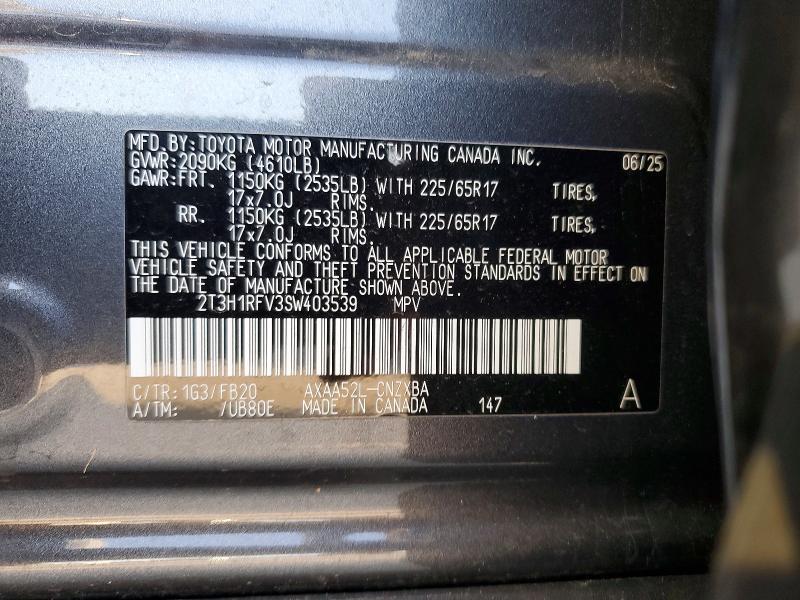 MFD.BY:TOYOTA MOTOR MANUFACTURING CANADA INC. 06/25
GVWR:2090KG (4610LB)
GAWR:FRT. 1150KG (2535LB) WITH 225/65R17 TIRES,
17x7.0J RIMS.
RR. 1150KG (2535LB) WITH 225/65R17 TIRES,
17x7.0J RIMS.
THIS VEHICLE CONFORMS TO ALL APPLICABLE FEDERAL MOTOR
VEHICLE SAFETY AND THEFT PREVENTION STANDARDS IN EFFECT ON
THE DATE OF MANUFACTURE SHOWN ABOVE.
2T3H1RFV3SW403539 MPV
C/TR:1G3/FB20 AXAA52L-CNZXBA
A/TM: /UB80E MADE IN CANADA 147 A